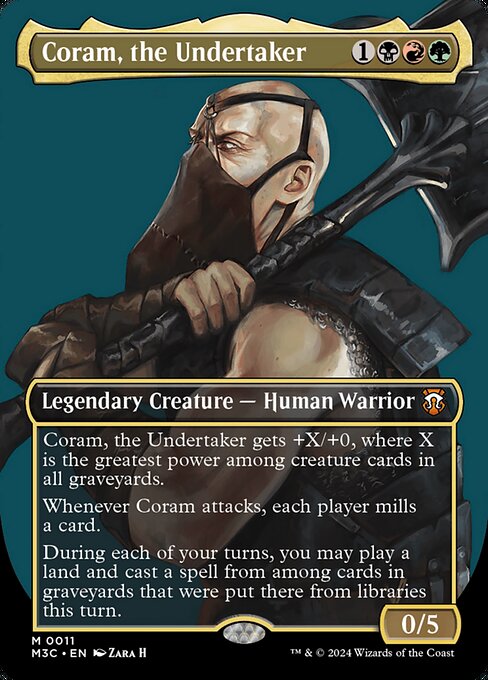 Coram, the Undertaker 1
Legendary Creature — Human Warrior
Coram, the Undertaker gets +X/+0, where X
is the greatest power among creature cards in
all graveyards.
Whenever Coram attacks, each player mills
a card.
During each of your turns, you may play a
land and cast a spell from among cards in
graveyards that were put there from libraries
this turn.
0/5
M 0011
M3C • EN Zara H
™ & © 2024 Wizards of the Coast